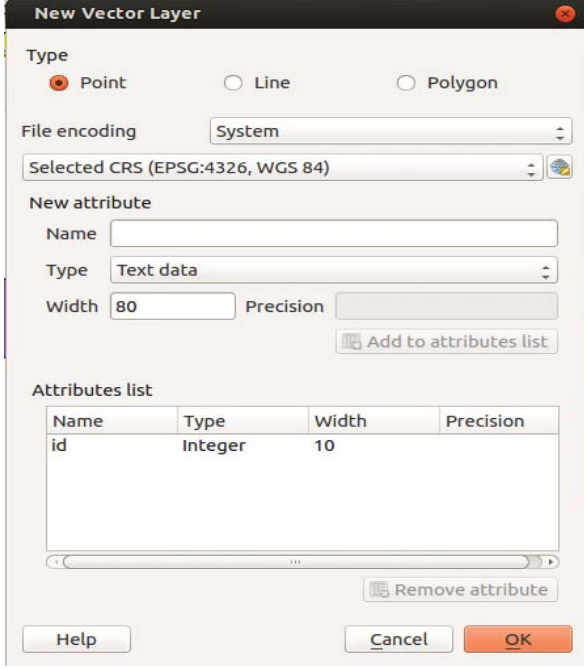 New Vector Layer
Type
Point Line Polygon
File encoding System
Selected CRS (EPSG:4326, WGS 84)
New attribute
Name
Type Text data
Width 80 Precision
Add to attributes list
Attributes list
Name Type Width Precision
id Integer 10
Remove attribute
Help Cancel OK